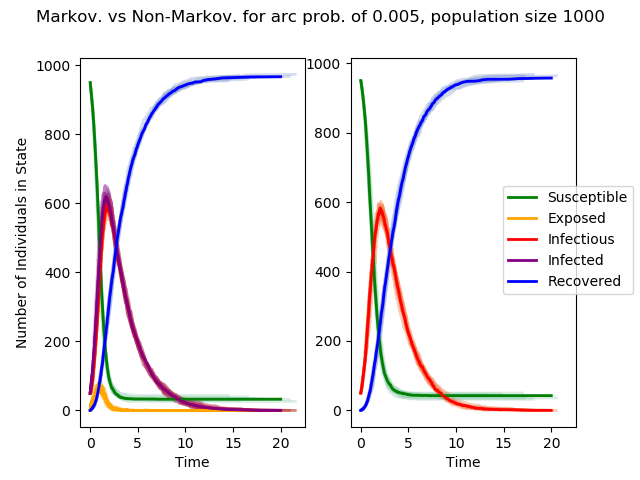 Markov. vs Non-Markov. for arc prob. of 0.005, population size 1000
Number of Individuals in State
1000
800
600
400
200
0
0
5
10
15
20
Time
1000
800
600
400
200
0
0
5
10
15
20
Time
Susceptible
Exposed
Infectious
Infected
Recovered